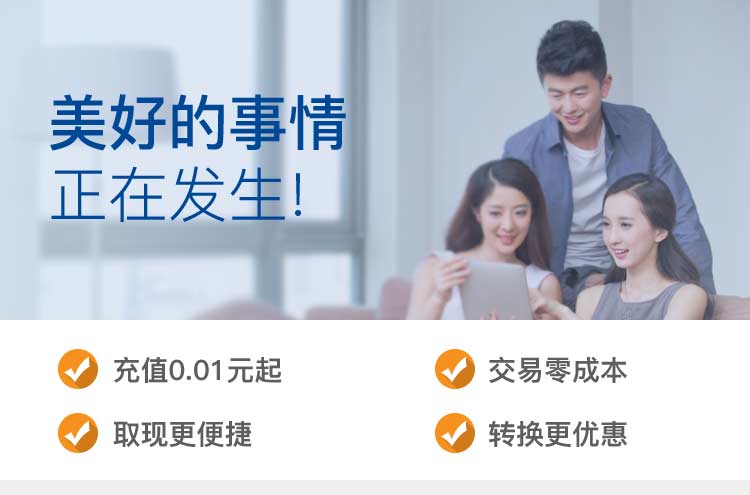 美好的事情
正在发生!
充值0.01元起
交易零成本
取现更便捷
转换更优惠